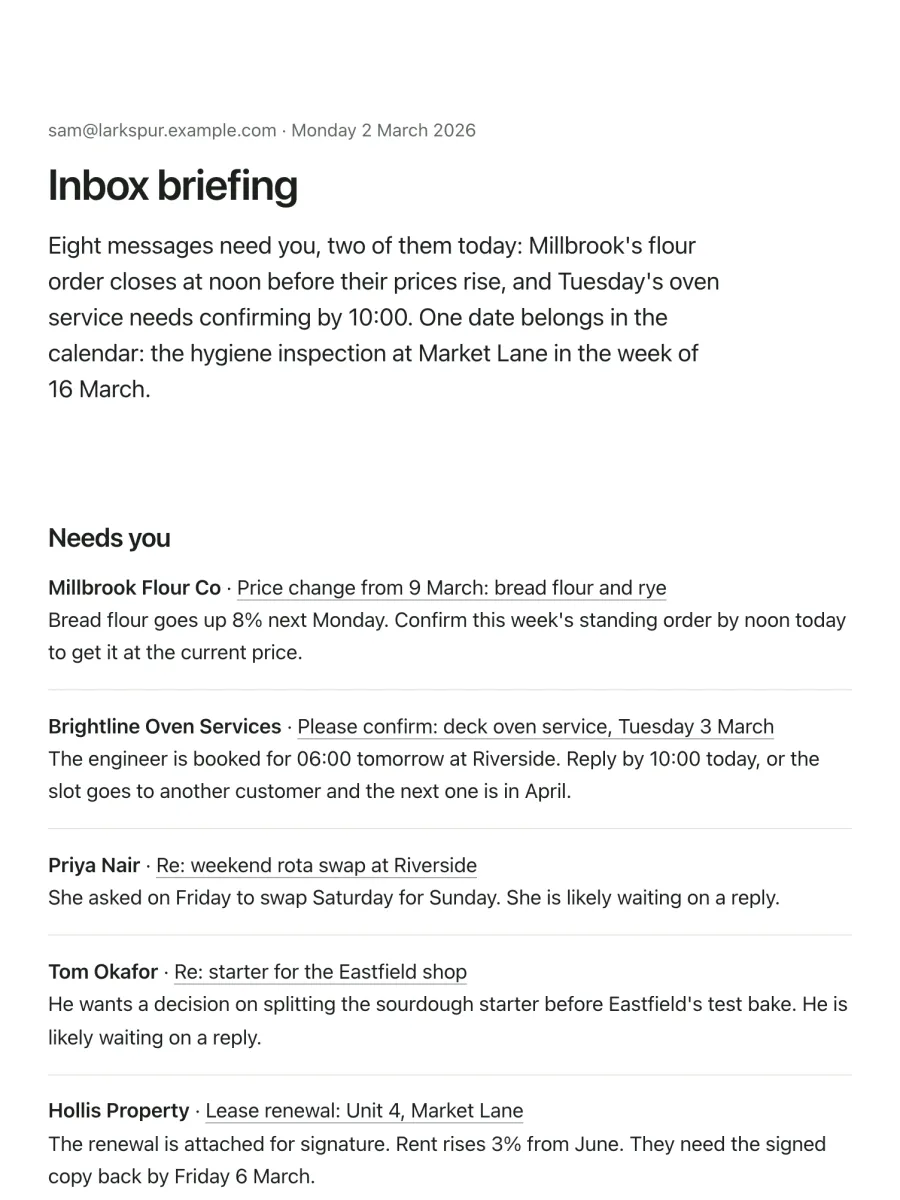 sam@larkspur.example.com · Monday 2 March 2026
Inbox briefing
Eight messages need you, two of them today: Millbrook's flour
order closes at noon before their prices rise, and Tuesday's oven
service needs confirming by 10:00. One date belongs in the
calendar: the hygiene inspection at Market Lane in the week of
16 March.
Needs you
Millbrook Flour Co · Price change from 9 March: bread flour and rye
Bread flour goes up 8% next Monday. Confirm this week's standing order by noon today
to get it at the current price.
Brightline Oven Services · Please confirm: deck oven service, Tuesday 3 March
The engineer is booked for 06:00 tomorrow at Riverside. Reply by 10:00 today, or the
slot goes to another customer and the next one is in April.
Priya Nair · Re: weekend rota swap at Riverside
She asked on Friday to swap Saturday for Sunday. She is likely waiting on a reply.
Tom Okafor · Re: starter for the Eastfield shop
He wants a decision on splitting the sourdough starter before Eastfield's test bake. He is
likely waiting on a reply.
Hollis Property · Lease renewal: Unit 4, Market Lane
The renewal is attached for signature. Rent rises 3% from June. They need the signed
copy back by Friday 6 March.